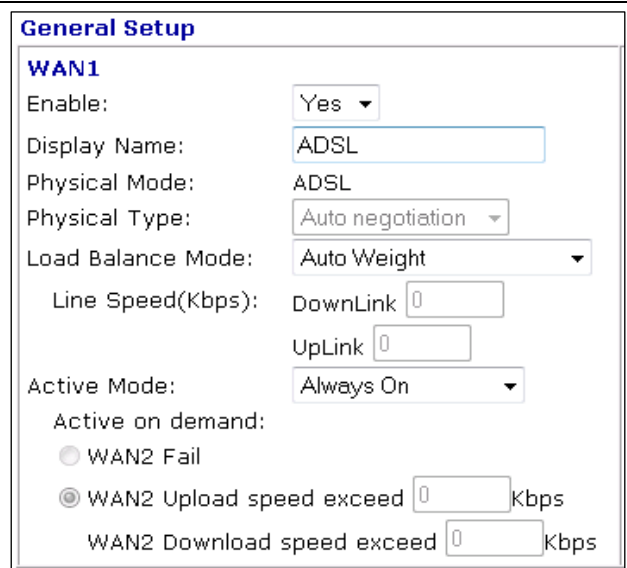 General Setup
WAN1
Enable: Yes
Display Name: ADSL
Physical Mode: ADSL
Physical Type: Auto negotiation
Load Balance Mode: Auto Weight
Line Speed(Kbps): DownLink 0
UpLink 0
Active Mode: Always On
Active on demand:
WAN2 Fail
WAN2 Upload speed exceed 0 Kbps
WAN2 Download speed exceed 0 Kbps